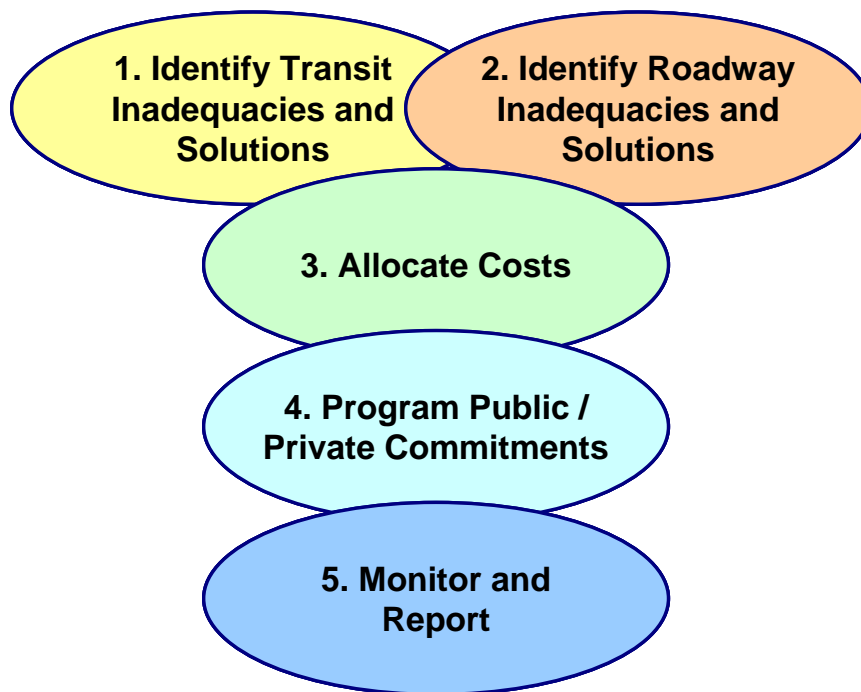 1. Identify Transit
Inadequacies and
Solutions
2. Identify Roadway
Inadequacies and
Solutions
3. Allocate Costs
4. Program Public /
Private Commitments
5. Monitor and
Report